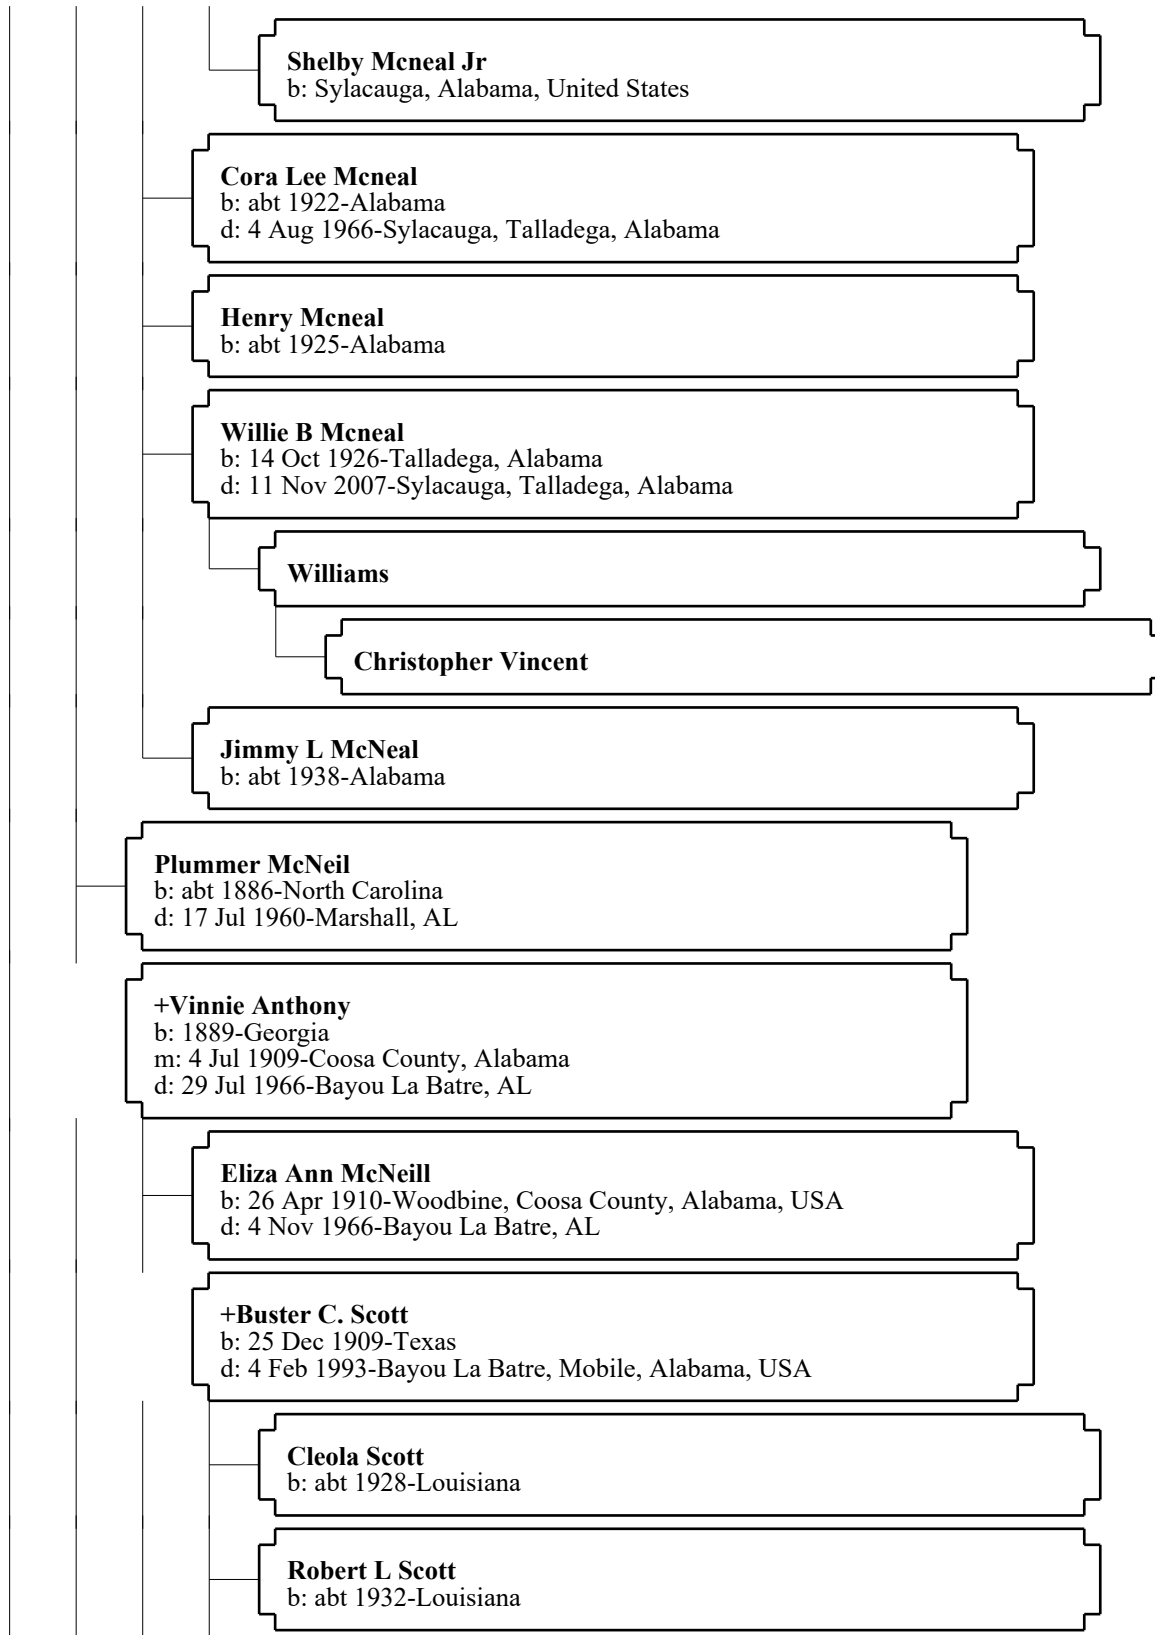 Shelby Mcneal Jr
b: Sylacauga, Alabama, United States
Cora Lee Mcneal
b: abt 1922-Alabama
d: 4 Aug 1966-Sylacauga, Talladega, Alabama
Henry Mcneal
b: abt 1925-Alabama
Willie B Mcneal
b: 14 Oct 1926-Talladega, Alabama
d: 11 Nov 2007-Sylacauga, Talladega, Alabama
Williams
Christopher Vincent
Jimmy L McNeal
b: abt 1938-Alabama
Plummer McNeil
b: abt 1886-North Carolina
d: 17 Jul 1960-Marshall, AL
+Vinnie Anthony
b: 1889-Georgia
m: 4 Jul 1909-Coosa County, Alabama
d: 29 Jul 1966-Bayou La Batre, AL
Eliza Ann McNeill
b: 26 Apr 1910-Woodbine, Coosa County, Alabama, USA
d: 4 Nov 1966-Bayou La Batre, AL
+Buster C. Scott
b: 25 Dec 1909-Texas
d: 4 Feb 1993-Bayou La Batre, Mobile, Alabama, USA
Cleola Scott
b: abt 1928-Louisiana
Robert L Scott
b: abt 1932-Louisiana